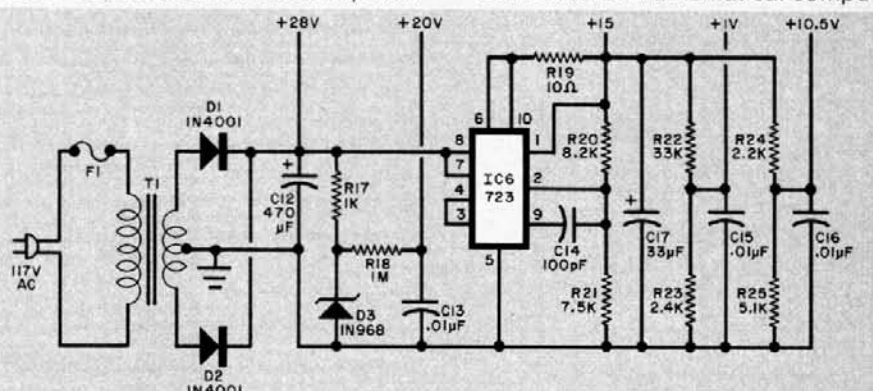 +28V
+20V
+15
+1V
+10.5V
R19
10Ω
D1
1N4001
6
10
F1
T1
8
1
7
IC6
2
4
723
3
9
5
R20
8.2K
R22
33K
R24
2.2K
+
C12
470
µF
R17
1K
R18
1M
C14
100pF
+
C17
33µF
C15
.01µF
C16
.01µF
117V
AC
D3
1N968
C13
.01µF
R21
7.5K
R23
2.4K
R25
5.1K
D2
1N4001